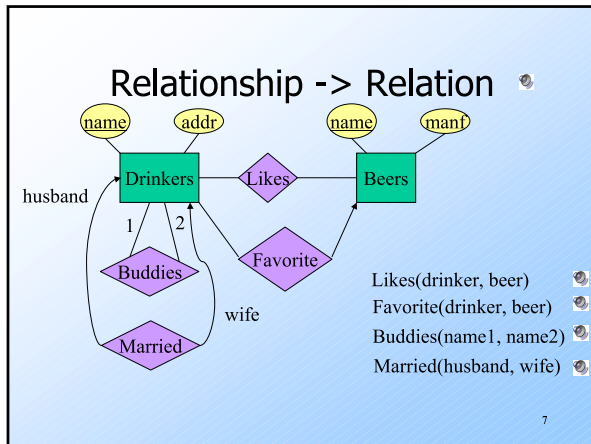 Relationship -> Relation
name addr name manf
husband Drinkers Likes Beers
1 2
Buddies Favorite
wife
Married
Likes(drinker, beer)
Favorite(drinker, beer)
Buddies(name1, name2)
Married(husband, wife)
7